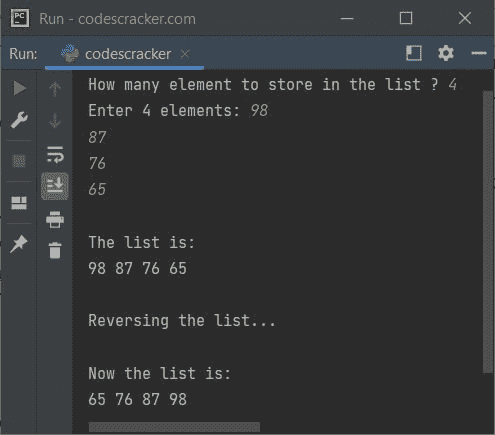 PC Run - codescracker.com
Run: codescracker
How many element to store in the list ? 4
Enter 4 elements: 98
87
76
65
The list is:
98 87 76 65
Reversing the list...
Now the list is:
65 76 87 98